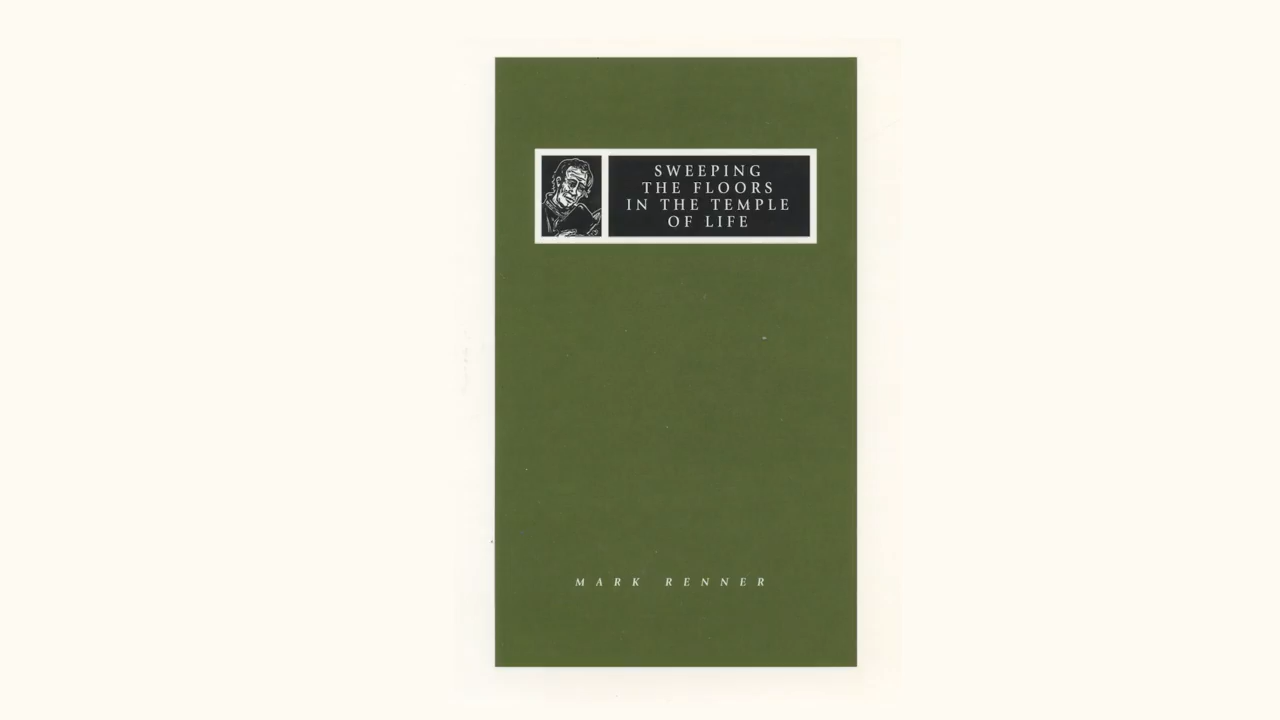 SWEEPING
THE FLOORS
IN THE TEMPLE
OF LIFE
MARK RENNER